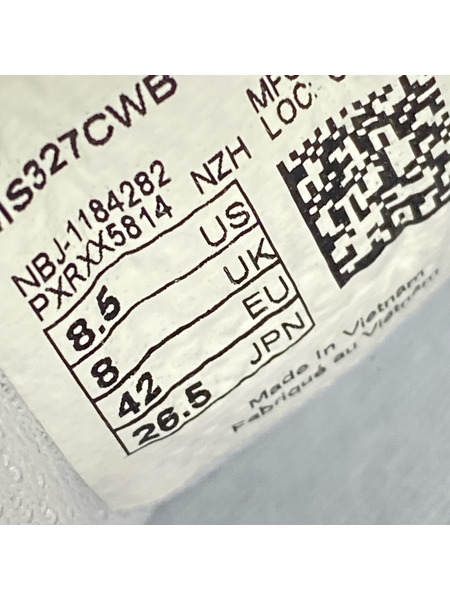 MS327CWB
NBJ-1184282
PXRXX5814 NZH
8.5 US
8 UK
42 EU
26.5 JPN
LOC:
Made In Vietnam
Fabriqué au Vietnam